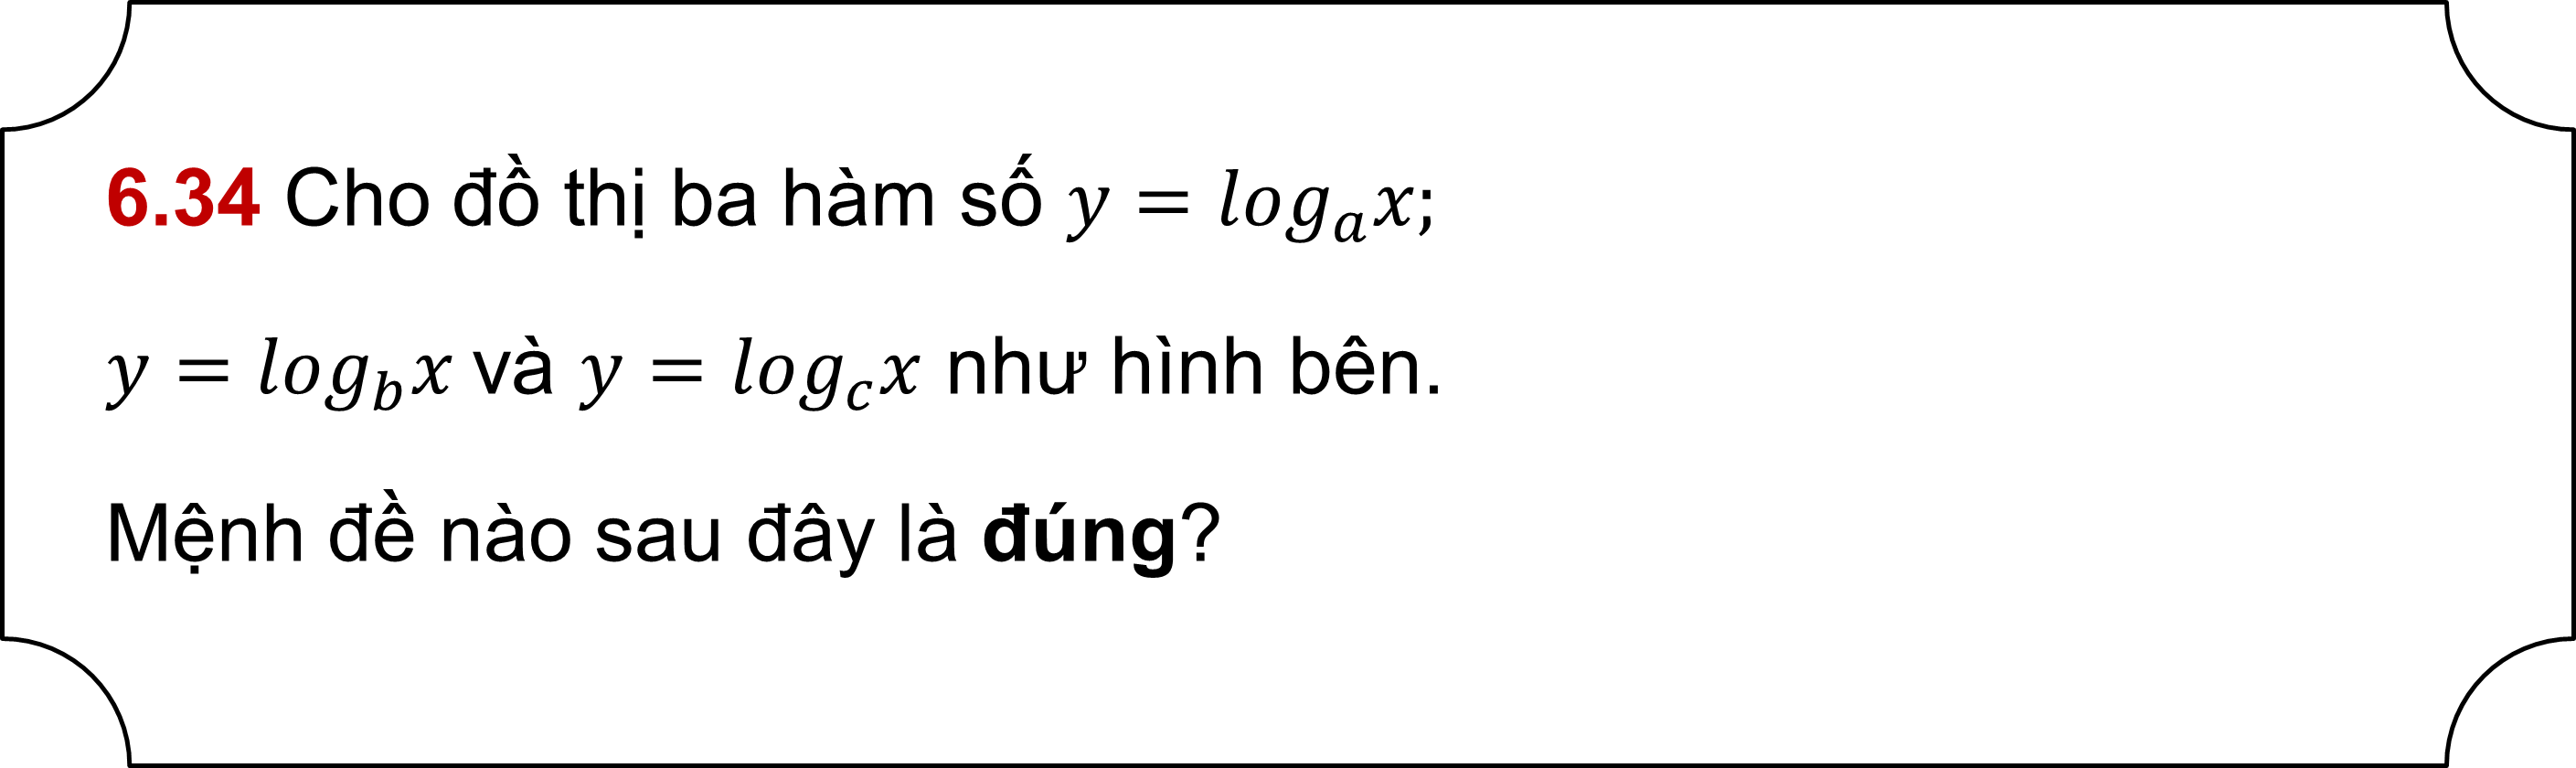 6.34 Cho đồ thị ba hàm số y = log_a x;
y = log_b x và y = log_c x như hình bên.
Mệnh đề nào sau đây là đúng?